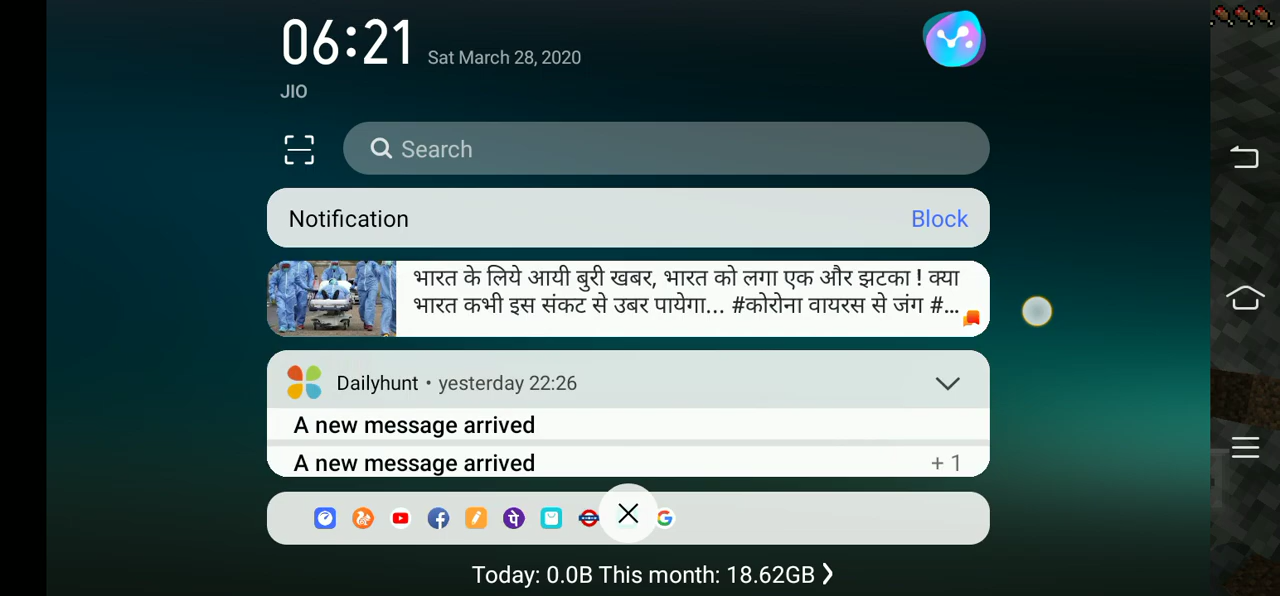 06:21 Sat March 28, 2020
JIO
Search
Notification Block
भारत के लिये आयी बुरी खबर, भारत को लगा एक और झटका ! क्या
भारत कभी इस संकट से उबर पायेगा... #कोरोना वायरस से जंग #...
Dailyhunt • yesterday 22:26
A new message arrived
A new message arrived + 1
Today: 0.0B This month: 18.62GB